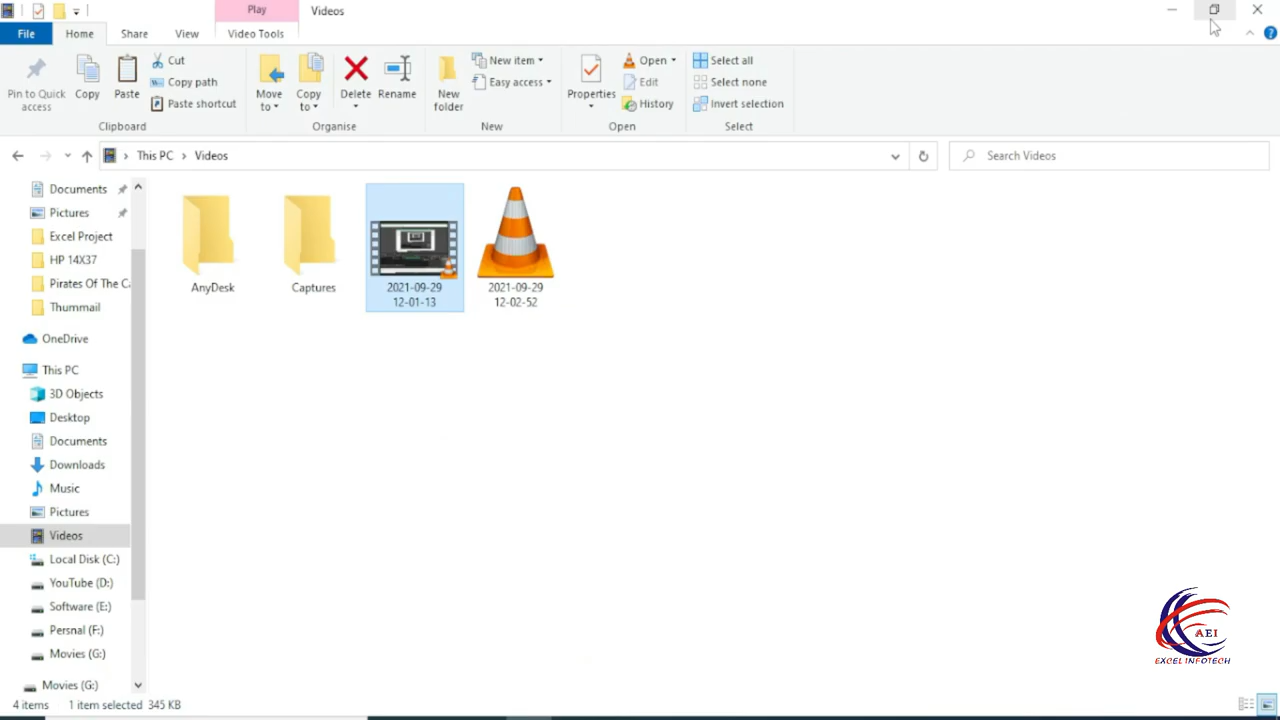 Play
Videos
File
Home
Share
View
Video Tools
Pin to Quick access
Copy
Paste
Cut
Copy path
Paste shortcut
Clipboard
Move to
Copy to
Delete
Rename
Organise
New folder
New item
Easy access
New
Properties
Open
Edit
History
Open
Select all
Select none
Invert selection
Select
This PC
Videos
Search Videos
Documents
Pictures
Excel Project
HP 14X37
Pirates Of The Ca
Thummail
OneDrive
This PC
3D Objects
Desktop
Documents
Downloads
Music
Pictures
Videos
Local Disk (C:)
YouTube (D:)
Software (E:)
Persnal (F:)
Movies (G:)
Movies (G:)
AnyDesk
Captures
2021-09-29
12-01-13
2021-09-29
12-02-52
AEI
EXCEL INFOTECH
4 items
1 item selected 345 KB